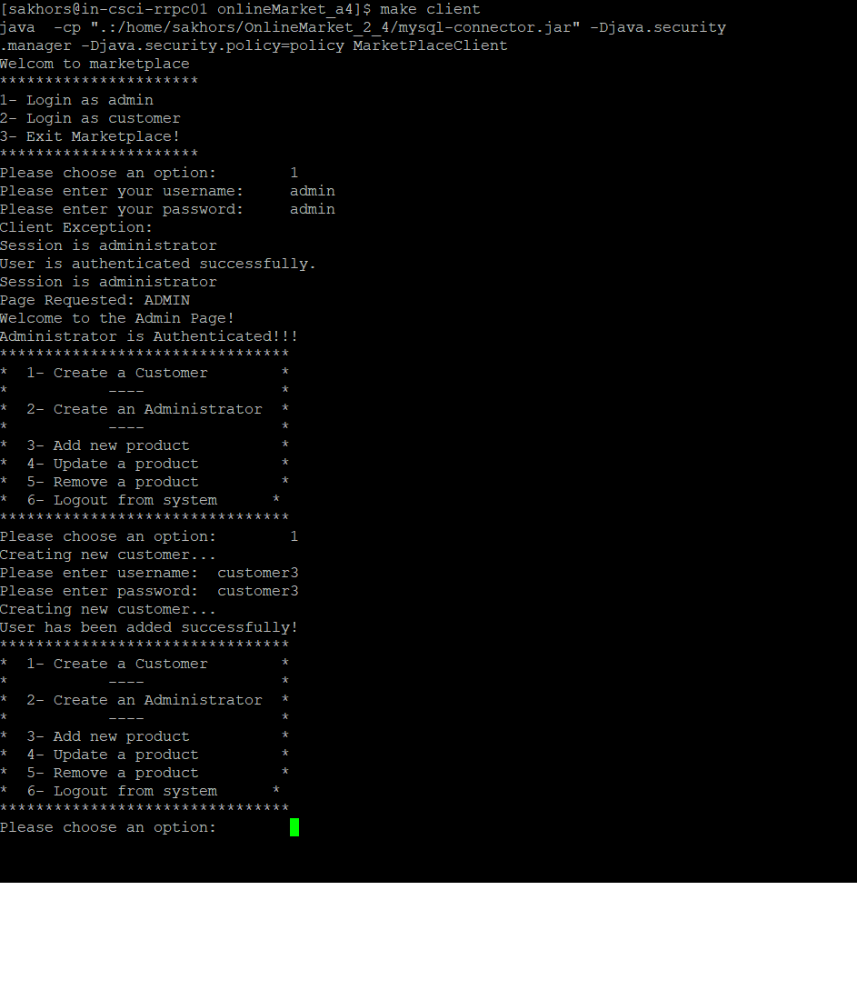 [sakhors@in-csci-rrpc01 onlineMarket_a4]$ make client
java  -cp ".:/home/sakhors/OnlineMarket_2_4/mysql-connector.jar" -Djava.security
.manager -Djava.security.policy=policy MarketPlaceClient
Welcom to marketplace
**********************
1- Login as admin
2- Login as customer
3- Exit Marketplace!
**********************
Please choose an option:        1
Please enter your username:     admin
Please enter your password:     admin
Client Exception:
Session is administrator
User is authenticated successfully.
Session is administrator
Page Requested: ADMIN
Welcome to the Admin Page!
Administrator is Authenticated!!!
********************************
*  1- Create a Customer        *
*           ----               *
*  2- Create an Administrator  *
*           ----               *
*  3- Add new product          *
*  4- Update a product         *
*  5- Remove a product         *
*  6- Logout from system      *
********************************
Please choose an option:        1
Creating new customer...
Please enter username:  customer3
Please enter password:  customer3
Creating new customer...
User has been added successfully!
********************************
*  1- Create a Customer        *
*           ----               *
*  2- Create an Administrator  *
*           ----               *
*  3- Add new product          *
*  4- Update a product         *
*  5- Remove a product         *
*  6- Logout from system      *
********************************
Please choose an option: